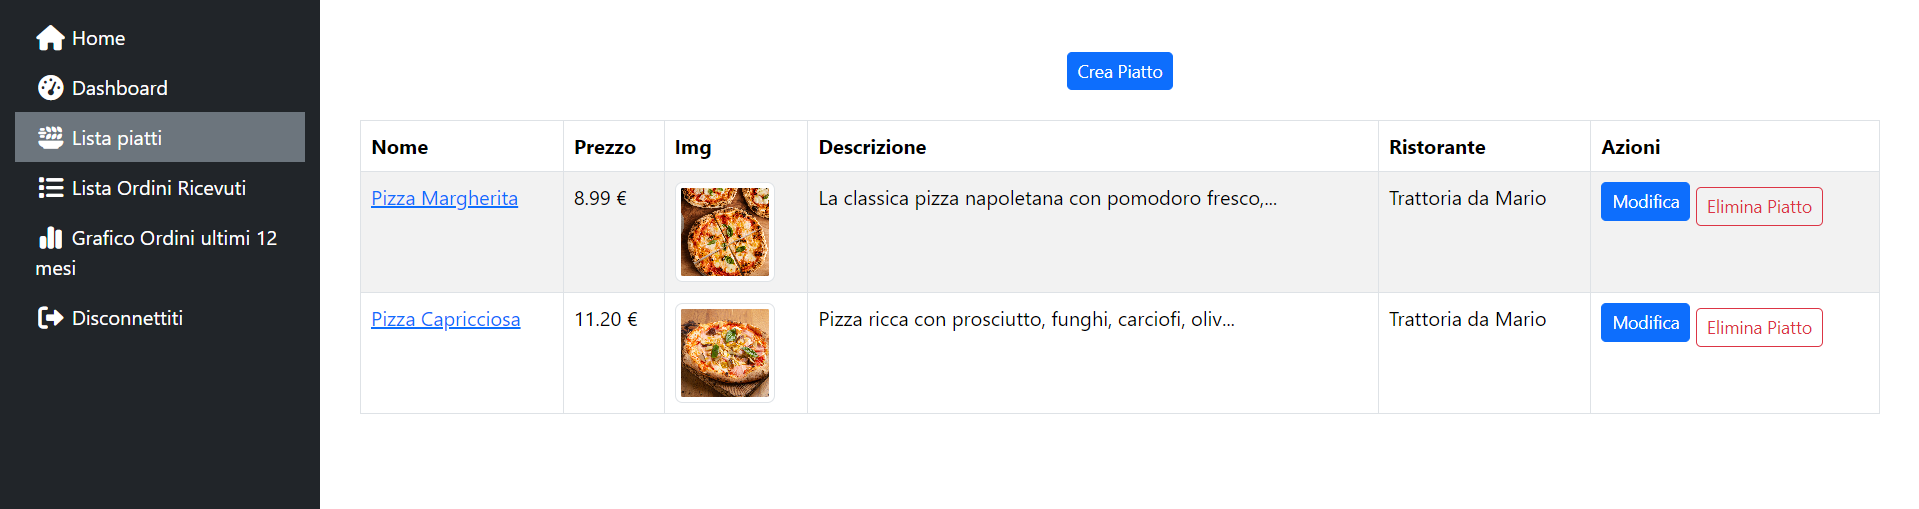 Home
Dashboard
Lista piatti
Lista Ordini Ricevuti
Grafico Ordini ultimi 12
mesi
Disconnettiti
Crea Piatto
Nome Prezzo Img Descrizione Ristorante Azioni
Pizza Margherita 8.99 € La classica pizza napoletana con pomodoro fresco,... Trattoria da Mario Modifica Elimina Piatto
Pizza Capricciosa 11.20 € Pizza ricca con prosciutto, funghi, carciofi, oliv... Trattoria da Mario Modifica Elimina Piatto